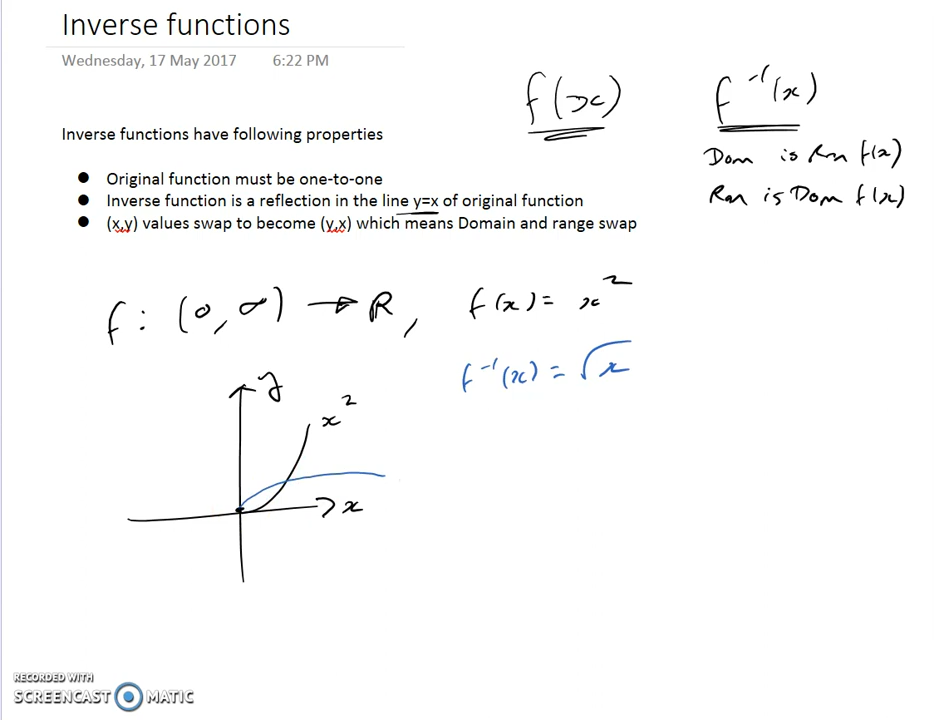 Inverse functions
Wednesday, 17 May 2017 6:22 PM
f(x) f⁻¹(x)
Dom is Ran f(x)
Ran is Dom f(x)
Inverse functions have following properties
● Original function must be one-to-one
● Inverse function is a reflection in the line y=x of original function
● (x,y) values swap to become (y,x) which means Domain and range swap
f: (0, ∞) → R, f(x) = x²
f⁻¹(x) = √x
y
x²
x
RECORDED WITH
SCREENCAST MATIC